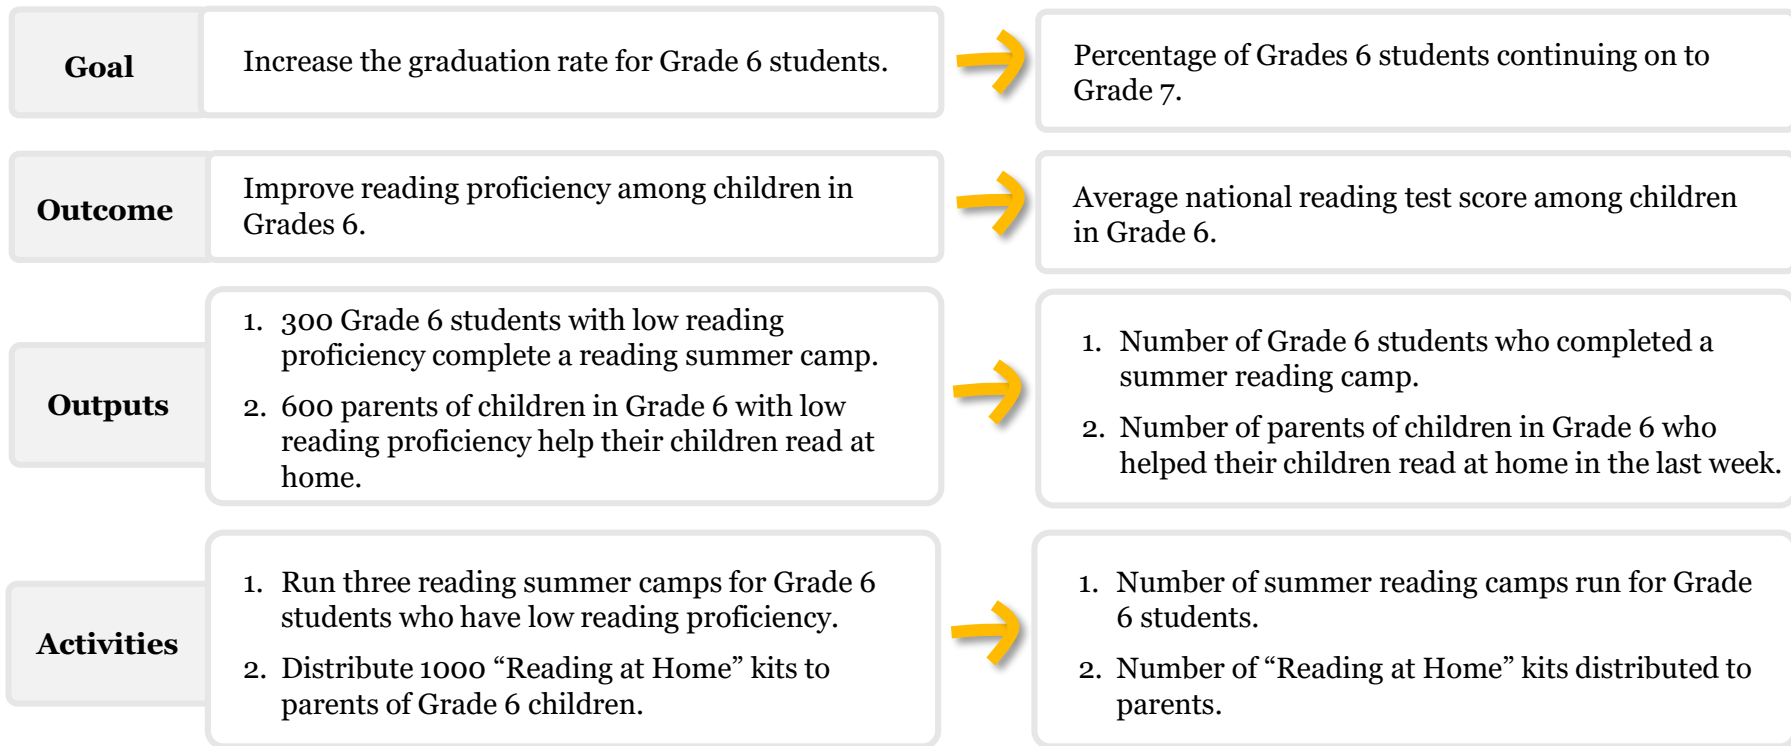 Goal
Increase the graduation rate for Grade 6 students.
Percentage of Grades 6 students continuing on to
Grade 7.
Outcome
Improve reading proficiency among children in
Grades 6.
Average national reading test score among children
in Grade 6.
Outputs
1. 300 Grade 6 students with low reading
proficiency complete a reading summer camp.
2. 600 parents of children in Grade 6 with low
reading proficiency help their children read at
home.
1. Number of Grade 6 students who completed a
summer reading camp.
2. Number of parents of children in Grade 6 who
helped their children read at home in the last week.
Activities
1. Run three reading summer camps for Grade 6
students who have low reading proficiency.
2. Distribute 1000 “Reading at Home” kits to
parents of Grade 6 children.
1. Number of summer reading camps run for Grade
6 students.
2. Number of “Reading at Home” kits distributed to
parents.